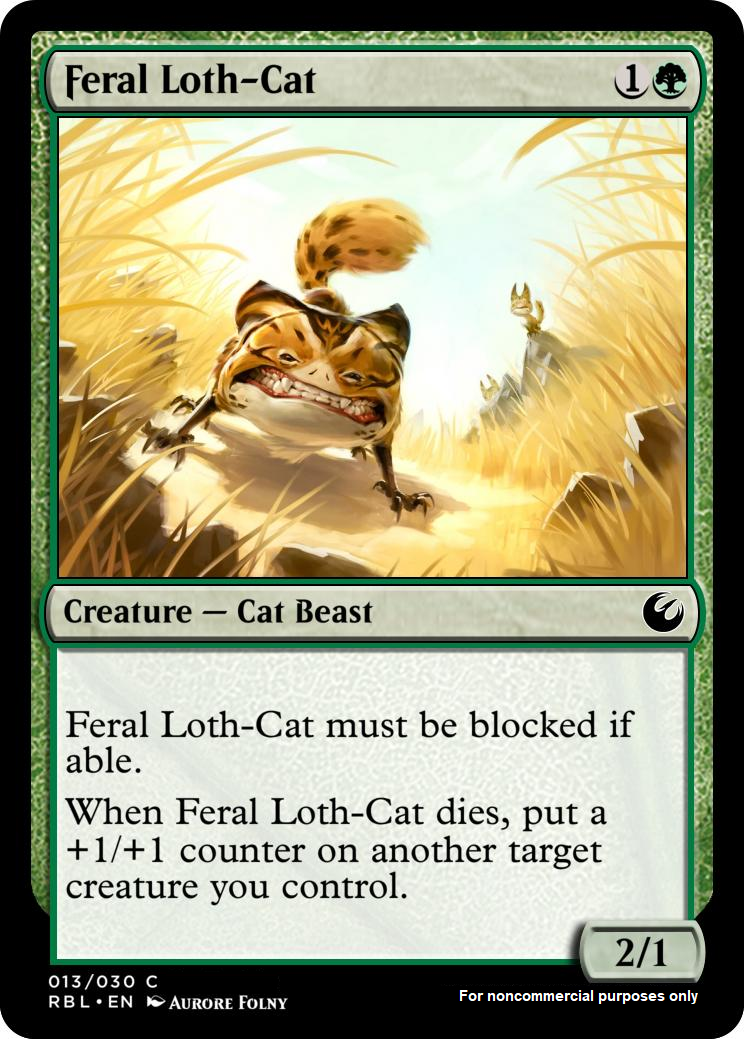 Feral Loth-Cat 1
Creature — Cat Beast
Feral Loth-Cat must be blocked if
able.
When Feral Loth-Cat dies, put a
+1/+1 counter on another target
creature you control.
2/1
013/030 C
RBL • EN Aurore Folny
For noncommercial purposes only